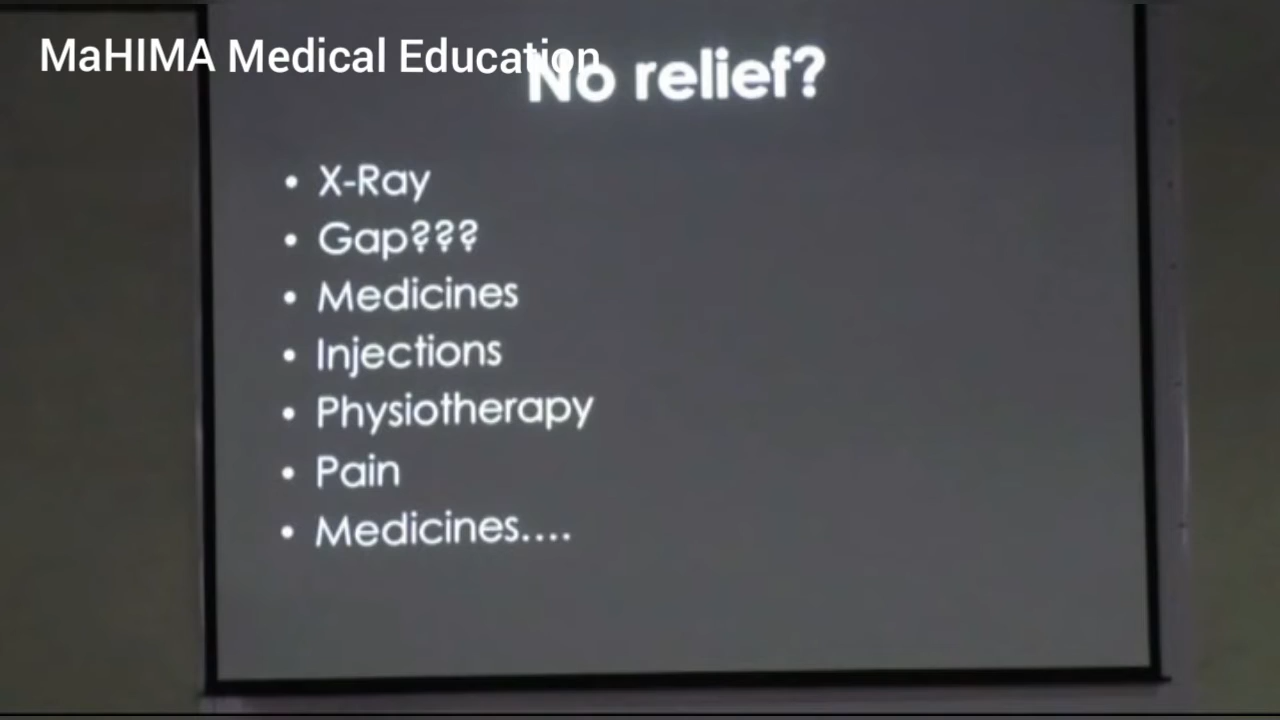 MaHIMA Medical Education
No relief?
• X-Ray
• Gap???
• Medicines
• Injections
• Physiotherapy
• Pain
• Medicines....